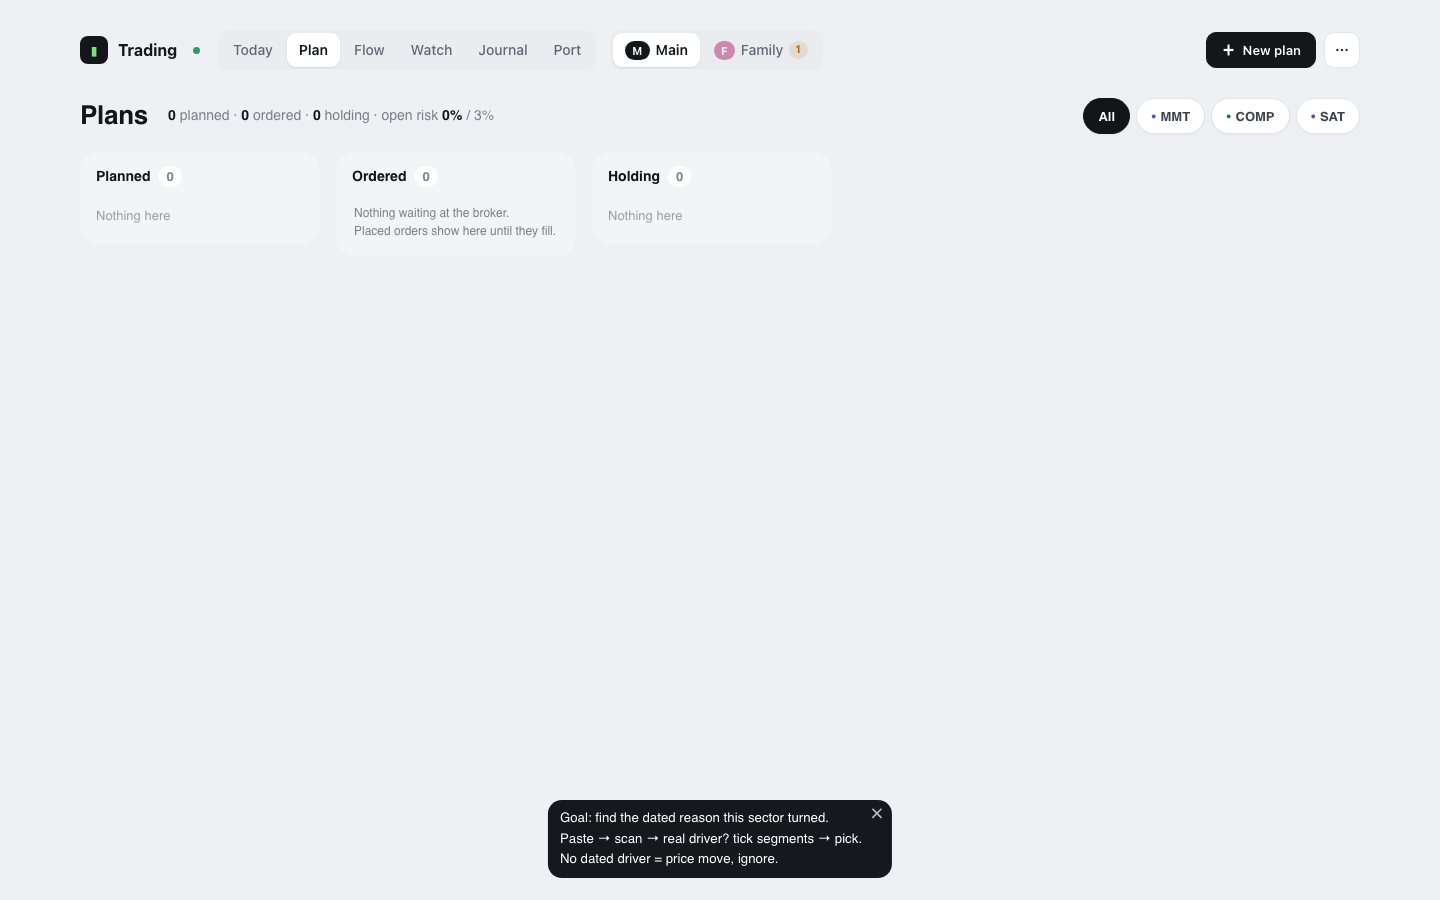 Trading
Today Plan Flow Watch Journal Port
M Main F Family 1
+ New plan
...
Plans
0 planned · 0 ordered · 0 holding · open risk 0% / 3%
All • MMT • COMP • SAT
Planned 0
Nothing here
Ordered 0
Nothing waiting at the broker.
Placed orders show here until they fill.
Holding 0
Nothing here
Goal: find the dated reason this sector turned.
Paste → scan → real driver? tick segments → pick.
No dated driver = price move, ignore.